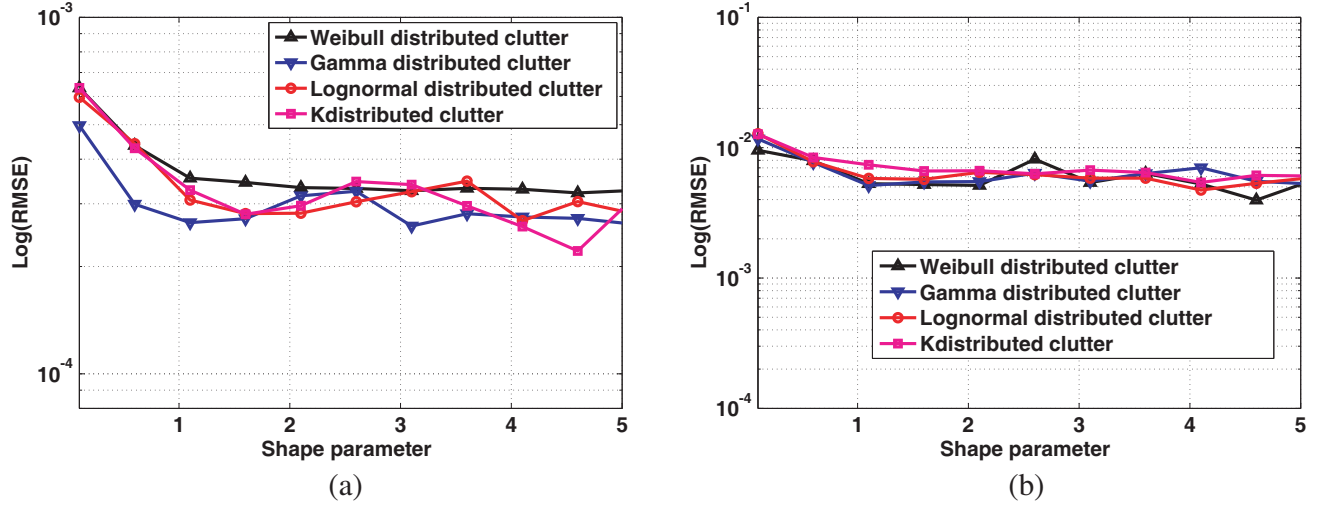 10^-3
Weibull distributed clutter
Gamma distributed clutter
Lognormal distributed clutter
Kdistributed clutter
Log(RMSE)
10^-4
1 2 3 4 5
Shape parameter
(a)
10^-1
10^-2
Log(RMSE)
10^-3
Weibull distributed clutter
Gamma distributed clutter
Lognormal distributed clutter
Kdistributed clutter
10^-4
1 2 3 4 5
Shape parameter
(b)